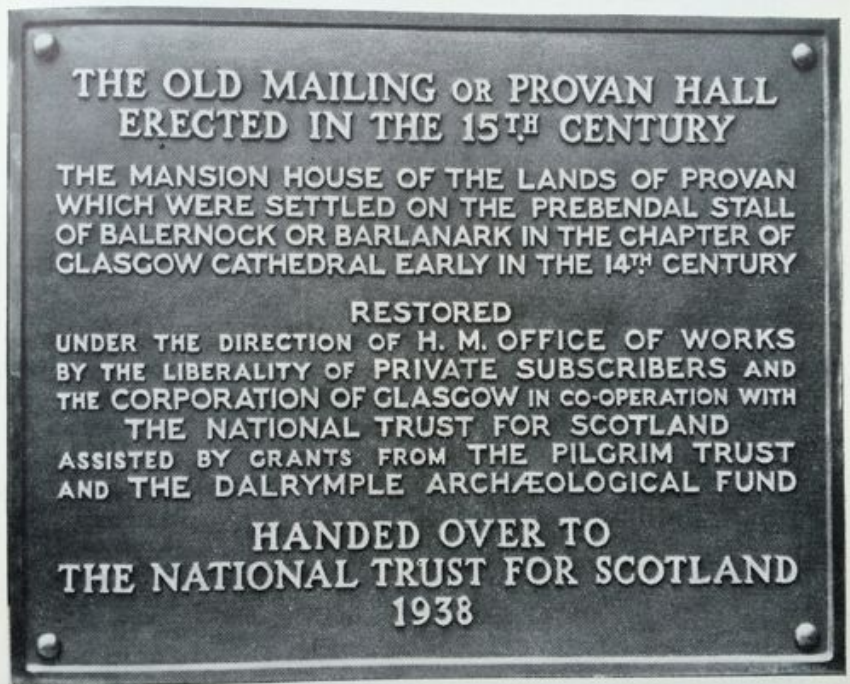 THE OLD MAILING OR PROVAN HALL
ERECTED IN THE 15TH CENTURY
THE MANSION HOUSE OF THE LANDS OF PROVAN
WHICH WERE SETTLED ON THE PREBENDAL STALL
OF BALERNOCK OR BARLANARK IN THE CHAPTER OF
GLASGOW CATHEDRAL EARLY IN THE 14TH CENTURY
RESTORED
UNDER THE DIRECTION OF H. M. OFFICE OF WORKS
BY THE LIBERALITY OF PRIVATE SUBSCRIBERS AND
THE CORPORATION OF GLASGOW IN CO-OPERATION WITH
THE NATIONAL TRUST FOR SCOTLAND
ASSISTED BY GRANTS FROM THE PILGRIM TRUST
AND THE DALRYMPLE ARCHÆOLOGICAL FUND
HANDED OVER TO
THE NATIONAL TRUST FOR SCOTLAND
1938